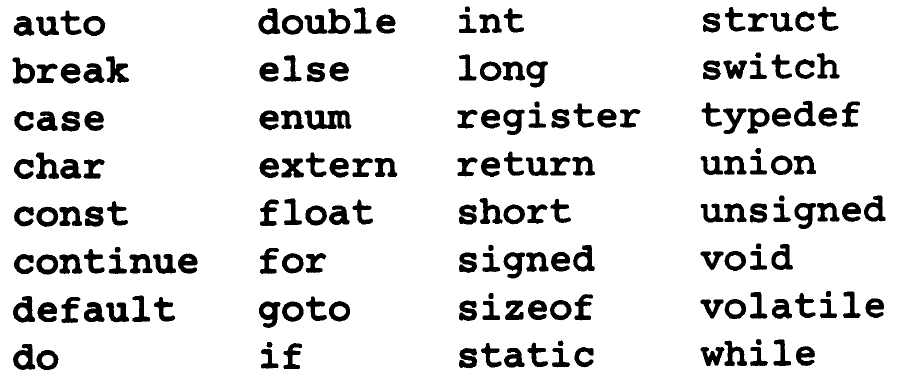 auto double int struct
break else long switch
case enum register typedef
char extern return union
const float short unsigned
continue for signed void
default goto sizeof volatile
do if static while